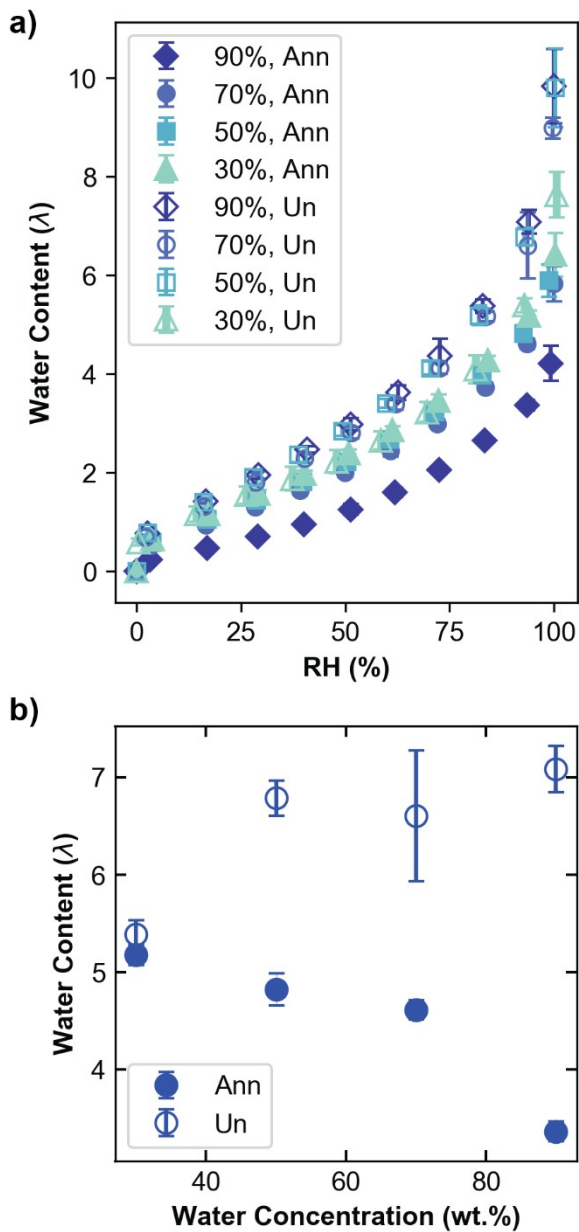 a)
10
8
6
4
2
0
Water Content (λ)
90%, Ann
70%, Ann
50%, Ann
30%, Ann
90%, Un
70%, Un
50%, Un
30%, Un
0 25 50 75 100
RH (%)
b)
7
6
5
4
Water Content (λ)
Ann
Un
40 60 80
Water Concentration (wt.%)